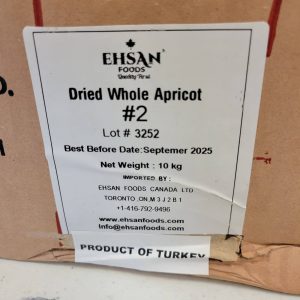 EHSAN
FOODS
Quality First
Dried Whole Apricot
#2
Lot # 3252
Best Before Date:Septemer 2025
Net Weight : 10 kg
IMPORTED BY :
EHSAN FOODS CANADA LTD
TORONTO ,ON,M 3 J 2 B 1
+1-416-792-9496
www.ehsanfoods.com
Info@ehsanfoods.com
PRODUCT OF TURKEY